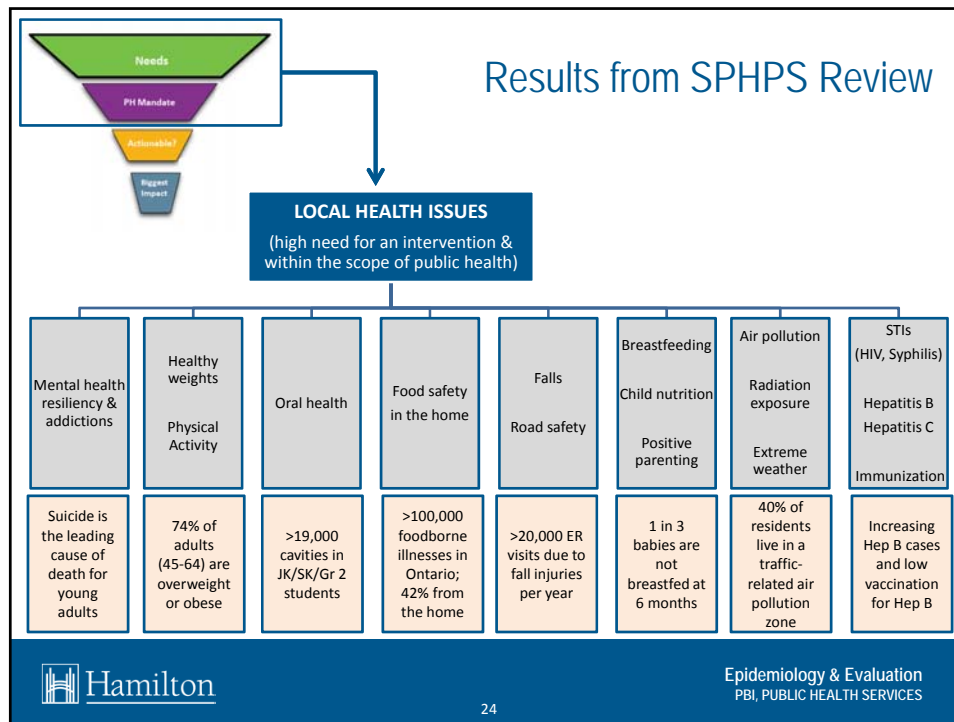 Results from SPHPS Review
Needs
PH Mandate
Actionable?
Biggest
Impact
LOCAL HEALTH ISSUES
(high need for an intervention &
within the scope of public health)
Mental health
resiliency &
addictions
Healthy
weights
Physical
Activity
Oral health
Food safety
in the home
Falls
Road safety
Breastfeeding
Child nutrition
Positive
parenting
Air pollution
Radiation
exposure
Extreme
weather
STIs
(HIV, Syphilis)
Hepatitis B
Hepatitis C
Immunization
Suicide is
the leading
cause of
death for
young
adults
74% of
adults
(45-64) are
overweight
or obese
>19,000
cavities in
JK/SK/Gr 2
students
>100,000
foodborne
illnesses in
Ontario;
42% from
the home
>20,000 ER
visits due to
fall injuries
per year
1 in 3
babies are
not
breastfed at
6 months
40% of
residents
live in a
traffic-
related air
pollution
zone
Increasing
Hep B cases
and low
vaccination
for Hep B
Hamilton
24
Epidemiology & Evaluation
PBI, PUBLIC HEALTH SERVICES